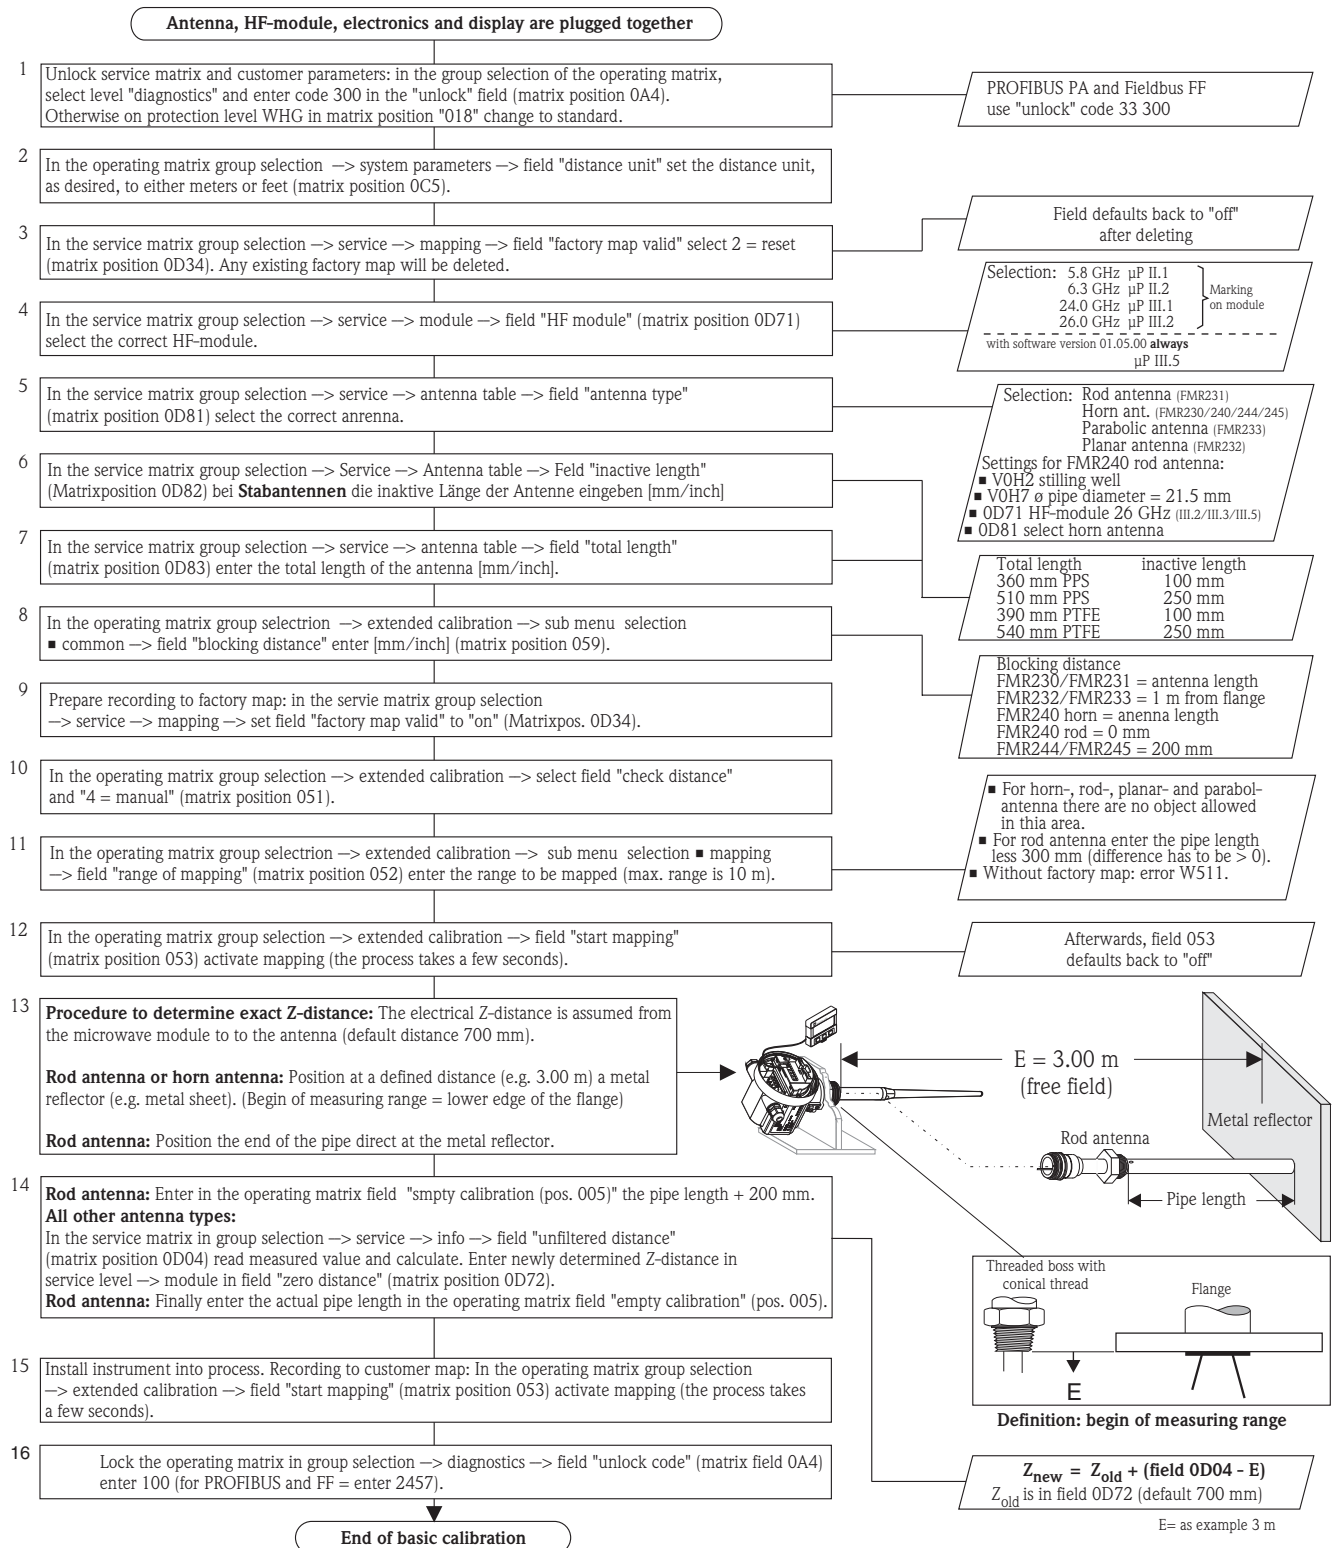 Antenna, HF-module, electronics and display are plugged together
1
Unlock service matrix and customer parameters: in the group selection of the operating matrix,
select level "diagnostics" and enter code 300 in the "unlock" field (matrix position 0A4).
Otherwise on protection level WHG in matrix position "018" change to standard.
PROFIBUS PA and Fieldbus FF
use "unlock" code 33 300
2
In the operating matrix group selection —> system parameters —> field "distance unit" set the distance unit,
as desired, to either meters or feet (matrix position 0C5).
3
In the service matrix group selection —> service —> mapping —> field "factory map valid" select 2 = reset
(matrix position 0D34). Any existing factory map will be deleted.
Field defaults back to "off"
after deleting
4
In the service matrix group selection —> service —> module —> field "HF module" (matrix position 0D71)
select the correct HF-module.
Selection: 5.8 GHz µP II.1
6.3 GHz µP II.2
24.0 GHz µP III.1
26.0 GHz µP III.2
Marking
on module
with software version 01.05.00 always
µP III.5
5
In the service matrix group selection —> service —> antenna table —> field "antenna type"
(matrix position 0D81) select the correct anrenna.
Selection: Rod antenna (FMR231)
Horn ant. (FMR230/240/244/245)
Parabolic antenna (FMR233)
Planar antenna (FMR232)
Settings for FMR240 rod antenna:
■ V0H2 stilling well
■ V0H7 ø pipe diameter = 21.5 mm
■ 0D71 HF-module 26 GHz (III.2/III.3/III.5)
■ 0D81 select horn antenna
6
In the service matrix group selection —> Service —> Antenna table —> Feld "inactive length"
(Matrixposition 0D82) bei Stabantennen die inaktive Länge der Antenne eingeben [mm/inch]
7
In the service matrix group selection —> service —> antenna table —> field "total length"
(matrix position 0D83) enter the total length of the antenna [mm/inch].
Total length inactive length
360 mm PPS 100 mm
510 mm PPS 250 mm
390 mm PTFE 100 mm
540 mm PTFE 250 mm
8
In the operating matrix group selectrion —> extended calibration —> sub menu selection
■ common —> field "blocking distance" enter [mm/inch] (matrix position 059).
Blocking distance
FMR230/FMR231 = antenna length
FMR232/FMR233 = 1 m from flange
FMR240 horn = anenna length
FMR240 rod = 0 mm
FMR244/FMR245 = 200 mm
9
Prepare recording to factory map: in the servie matrix group selection
—> service —> mapping —> set field "factory map valid" to "on" (Matrixpos. 0D34).
10
In the operating matrix group selection —> extended calibration —> select field "check distance"
and "4 = manual" (matrix position 051).
11
In the operating matrix group selectrion —> extended calibration —> sub menu selection ■ mapping
—> field "range of mapping" (matrix position 052) enter the range to be mapped (max. range is 10 m).
■ For horn-, rod-, planar- and parabol-
antenna there are no object allowed
in thia area.
■ For rod antenna enter the pipe length
less 300 mm (difference has to be > 0).
■ Without factory map: error W511.
12
In the operating matrix group selection —> extended calibration —> field "start mapping"
(matrix position 053) activate mapping (the process takes a few seconds).
Afterwards, field 053
defaults back to "off"
13
Procedure to determine exact Z-distance: The electrical Z-distance is assumed from
the microwave module to to the antenna (default distance 700 mm).
Rod antenna or horn antenna: Position at a defined distance (e.g. 3.00 m) a metal
reflector (e.g. metal sheet). (Begin of measuring range = lower edge of the flange)
Rod antenna: Position the end of the pipe direct at the metal reflector.
E = 3.00 m
(free field)
Metal reflector
Rod antenna
Pipe length
14
Rod antenna: Enter in the operating matrix field "smpty calibration (pos. 005)" the pipe length + 200 mm.
All other antenna types:
In the service matrix in group selection —> service —> info —> field "unfiltered distance"
(matrix position 0D04) read measured value and calculate. Enter newly determined Z-distance in
service level —> module in field "zero distance" (matrix position 0D72).
Rod antenna: Finally enter the actual pipe length in the operating matrix field "empty calibration" (pos. 005).
Threaded boss with
conical thread
Flange
E
Definition: begin of measuring range
15
Install instrument into process. Recording to customer map: In the operating matrix group selection
—> extended calibration —> field "start mapping" (matrix position 053) activate mapping (the process takes
a few seconds).
16
Lock the operating matrix in group selection —> diagnostics —> field "unlock code" (matrix field 0A4)
enter 100 (for PROFIBUS and FF = enter 2457).
Znew = Zold + (field 0D04 - E)
Zold is in field 0D72 (default 700 mm)
E= as example 3 m
End of basic calibration